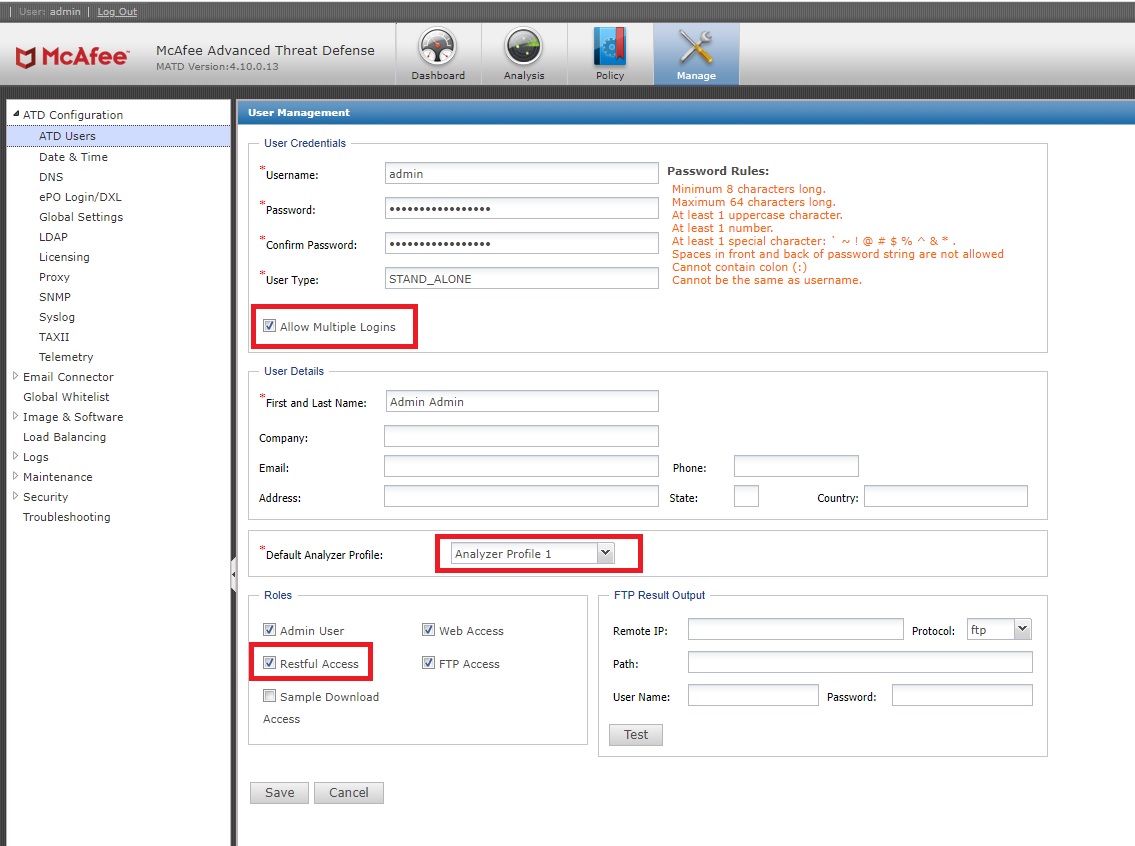 | User: admin | Log Out
McAfee
McAfee Advanced Threat Defense
MATD Version:4.10.0.13
Dashboard
Analysis
Policy
Manage
ATD Configuration
ATD Users
Date & Time
DNS
ePO Login/DXL
Global Settings
LDAP
Licensing
Proxy
SNMP
Syslog
TAXII
Telemetry
Email Connector
Global Whitelist
Image & Software
Load Balancing
Logs
Maintenance
Security
Troubleshooting
User Management
User Credentials
*Username: admin
*Password: •••••••••••••••••
*Confirm Password: •••••••••••••••••
*User Type: STAND_ALONE
Allow Multiple Logins
Password Rules:
Minimum 8 characters long.
Maximum 64 characters long.
At least 1 uppercase character.
At least 1 number.
At least 1 special character: ` ~ ! @ # $ % ^ & * .
Spaces in front and back of password string are not allowed
Cannot contain colon (:)
Cannot be the same as username.
User Details
*First and Last Name: Admin Admin
Company:
Email: Phone:
Address: State: Country:
*Default Analyzer Profile: Analyzer Profile 1
Roles
Admin User Web Access
Restful Access FTP Access
Sample Download
Access
FTP Result Output
Remote IP: Protocol: ftp
Path:
User Name: Password:
Test
Save Cancel